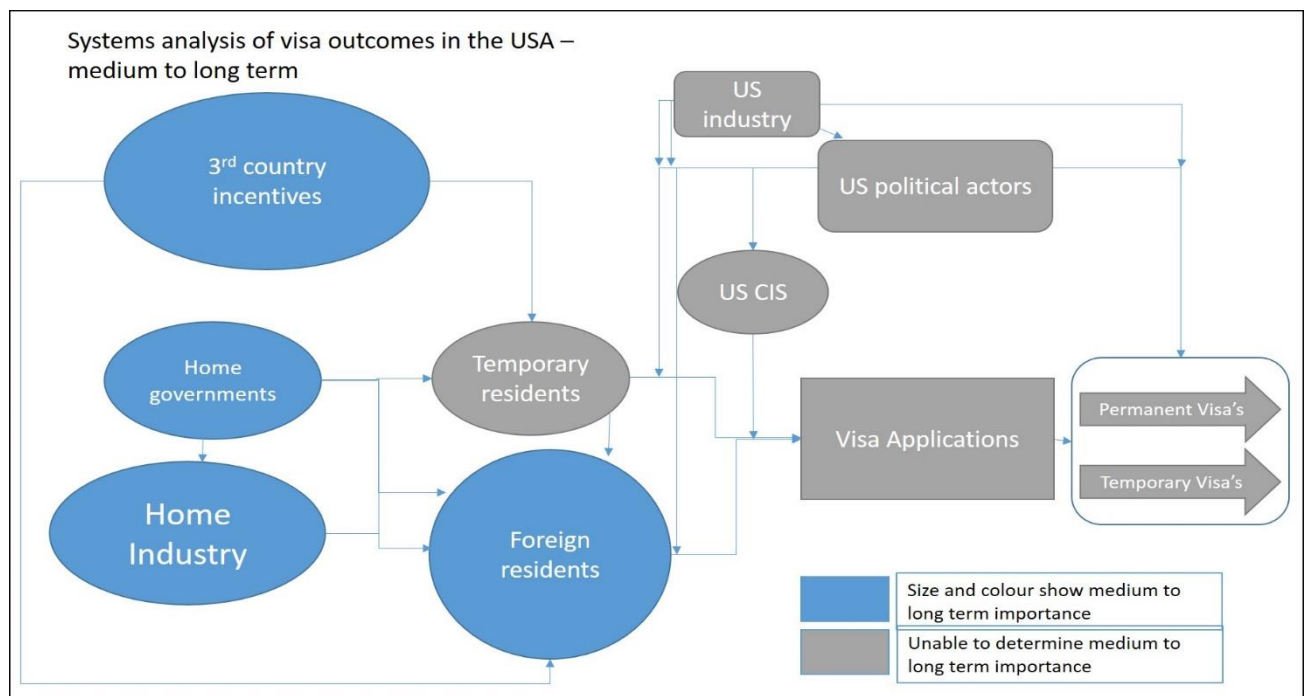 Systems analysis of visa outcomes in the USA –
medium to long term
3rd country
incentives
US
industry
US political actors
US CIS
Home
governments
Temporary
residents
Home
Industry
Foreign
residents
Visa Applications
Permanent Visa's
Temporary Visa's
Size and colour show medium to
long term importance
Unable to determine medium to
long term importance